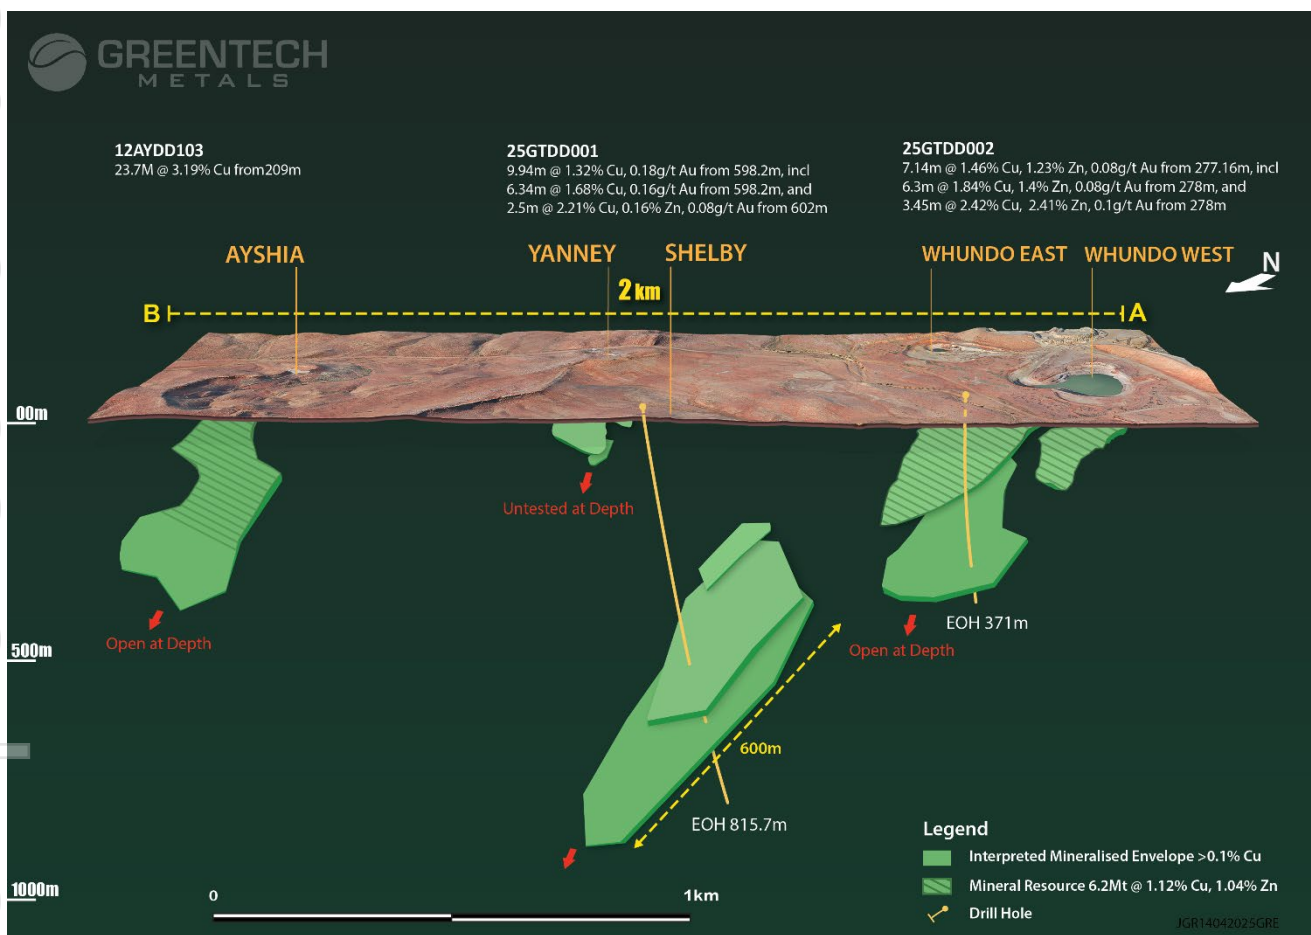 GREENTECH
METALS
12AYDD103
23.7M @ 3.19% Cu from209m
25GTDD001
9.94m @ 1.32% Cu, 0.18g/t Au from 598.2m, incl
6.34m @ 1.68% Cu, 0.16g/t Au from 598.2m, and
2.5m @ 2.21% Cu, 0.16% Zn, 0.08g/t Au from 602m
25GTDD002
7.14m @ 1.46% Cu, 1.23% Zn, 0.08g/t Au from 277.16m, incl
6.3m @ 1.84% Cu, 1.4% Zn, 0.08g/t Au from 278m, and
3.45m @ 2.42% Cu, 2.41% Zn, 0.1g/t Au from 278m
AYSHIA
YANNEY
SHELBY
WHUNDO EAST
WHUNDO WEST
N
B
2 km
A
00m
Untested at Depth
EOH 371m
Open at Depth
Open at Depth
500m
600m
EOH 815.7m
Legend
Interpreted Mineralised Envelope >0.1% Cu
Mineral Resource 6.2Mt @ 1.12% Cu, 1.04% Zn
Drill Hole
1000m
0
1km
JGR14042025GRE